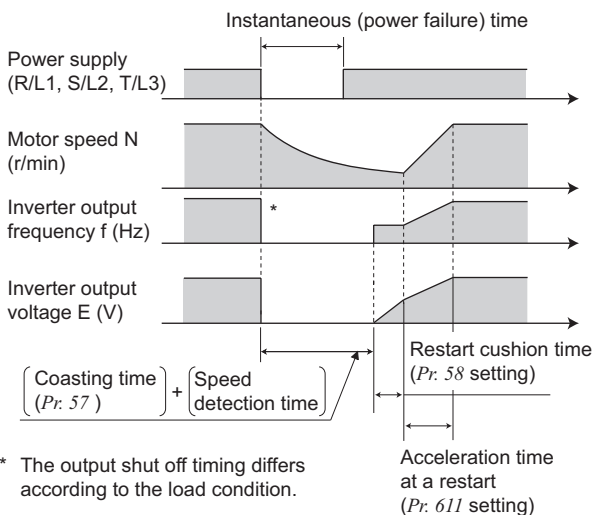 Instantaneous (power failure) time
Power supply
(R/L1, S/L2, T/L3)
Motor speed N
(r/min)
Inverter output
frequency f (Hz)
*
Inverter output
voltage E (V)
Coasting time
(Pr. 57 )
+
Speed
detection time
Restart cushion time
(Pr. 58 setting)
Acceleration time
at a restart
(Pr. 611 setting)
* The output shut off timing differs
according to the load condition.